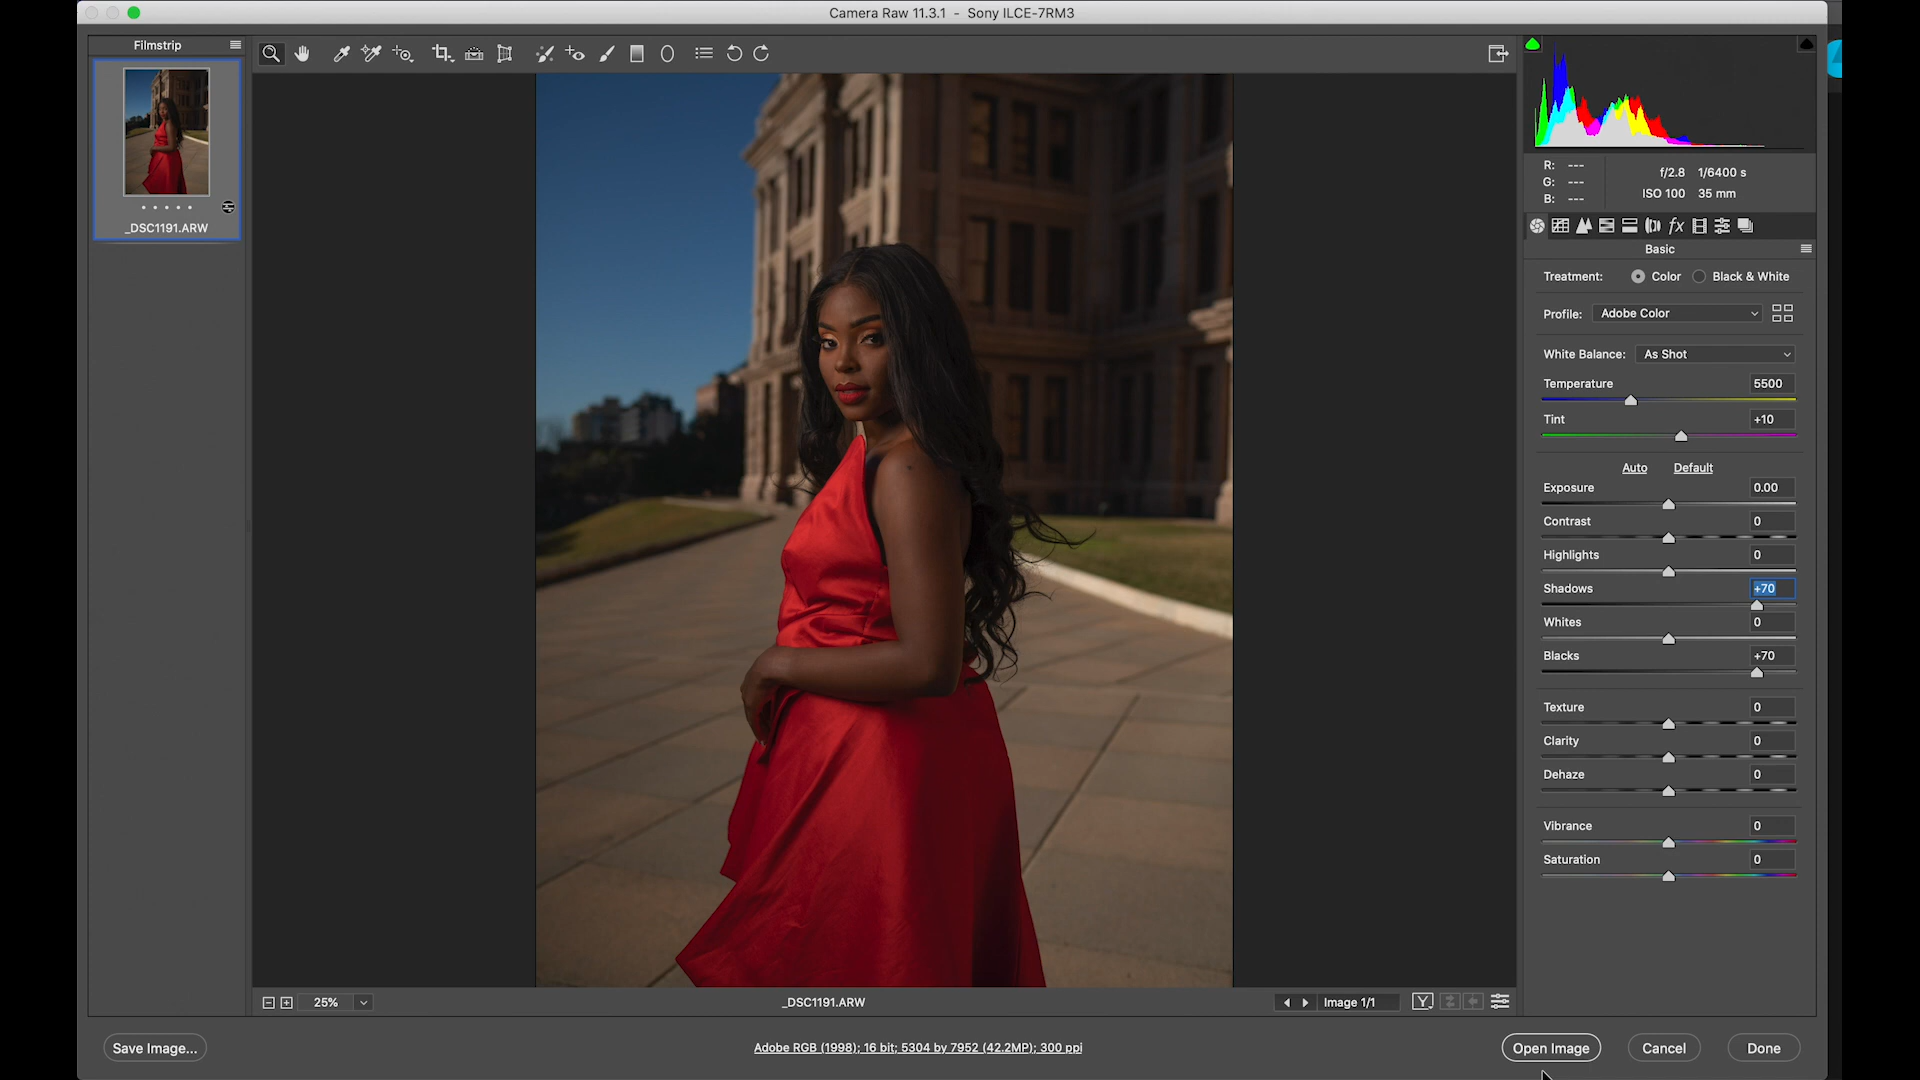 Camera Raw 11.3.1 - Sony ILCE-7RM3
Filmstrip
_DSC1191.ARW
R: ---
G: ---
B: ---
f/2.8 1/6400 s
ISO 100 35 mm
fx
Basic
Treatment: Color Black & White
Profile: Adobe Color
White Balance: As Shot
Temperature 5500
Tint +10
Auto Default
Exposure 0.00
Contrast 0
Highlights 0
Shadows +70
Whites 0
Blacks +70
Texture 0
Clarity 0
Dehaze 0
Vibrance 0
Saturation 0
25%
_DSC1191.ARW
Image 1/1
Y
Save Image...
Adobe RGB (1998); 16 bit; 5304 by 7952 (42.2MP); 300 ppi
Open Image
Cancel
Done